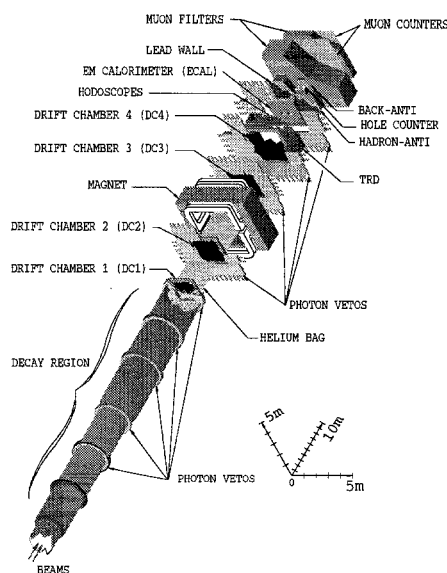 MUON FILTERS
MUON COUNTERS
LEAD WALL
EM CALORIMETER (ECAL)
HODOSCOPES
BACK-ANTI
DRIFT CHAMBER 4 (DC4)
HOLE COUNTER
HADRON-ANTI
DRIFT CHAMBER 3 (DC3)
TRD
MAGNET
DRIFT CHAMBER 2 (DC2)
DRIFT CHAMBER 1 (DC1)
PHOTON VETOS
HELIUM BAG
DECAY REGION
5m
10m
0
5m
PHOTON VETOS
BEAMS